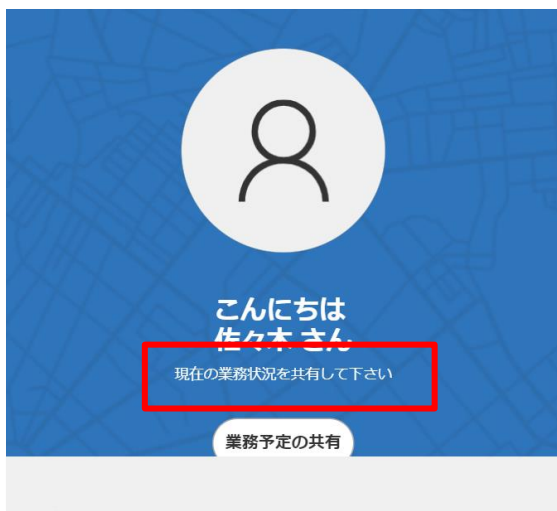 こんにちは
佐々木 さん
現在の業務状況を共有して下さい
業務予定の共有